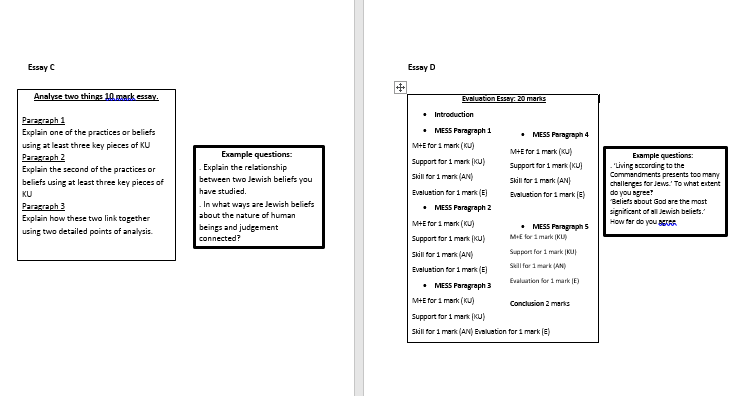 Essay C
Analyse two things 10 mark essay.
Paragraph 1
Explain one of the practices or beliefs
using at least three key pieces of KU
Paragraph 2
Explain the second of the practices or
beliefs using at least three key pieces of
KU
Paragraph 3
Explain how these two link together
using two detailed points of analysis.
Example questions:
. Explain the relationship
between two Jewish beliefs you
have studied.
. In what ways are Jewish beliefs
about the nature of human
beings and judgement
connected?
Essay D
Evaluation Essay: 20 marks
• Introduction
• MESS Paragraph 1
M+E for 1 mark (KU)
Support for 1 mark (KU)
Skill for 1 mark (AN)
Evaluation for 1 mark (E)
• MESS Paragraph 2
M+E for 1 mark (KU)
Support for 1 mark (KU)
Skill for 1 mark (AN)
Evaluation for 1 mark (E)
• MESS Paragraph 3
M+E for 1 mark (KU)
Support for 1 mark (KU)
Skill for 1 mark (AN) Evaluation for 1 mark (E)
• MESS Paragraph 4
M+E for 1 mark (KU)
Support for 1 mark (KU)
Skill for 1 mark (AN)
Evaluation for 1 mark (E)
• MESS Paragraph 5
M+E for 1 mark (KU)
Support for 1 mark (KU)
Skill for 1 mark (AN)
Evaluation for 1 mark (E)
Conclusion 2 marks
Example questions:
. 'Living according to the
Commandments presents too many
challenges for Jews.' To what extent
do you agree?
'Beliefs about God are the most
significant of all Jewish beliefs.'
How far do you agree